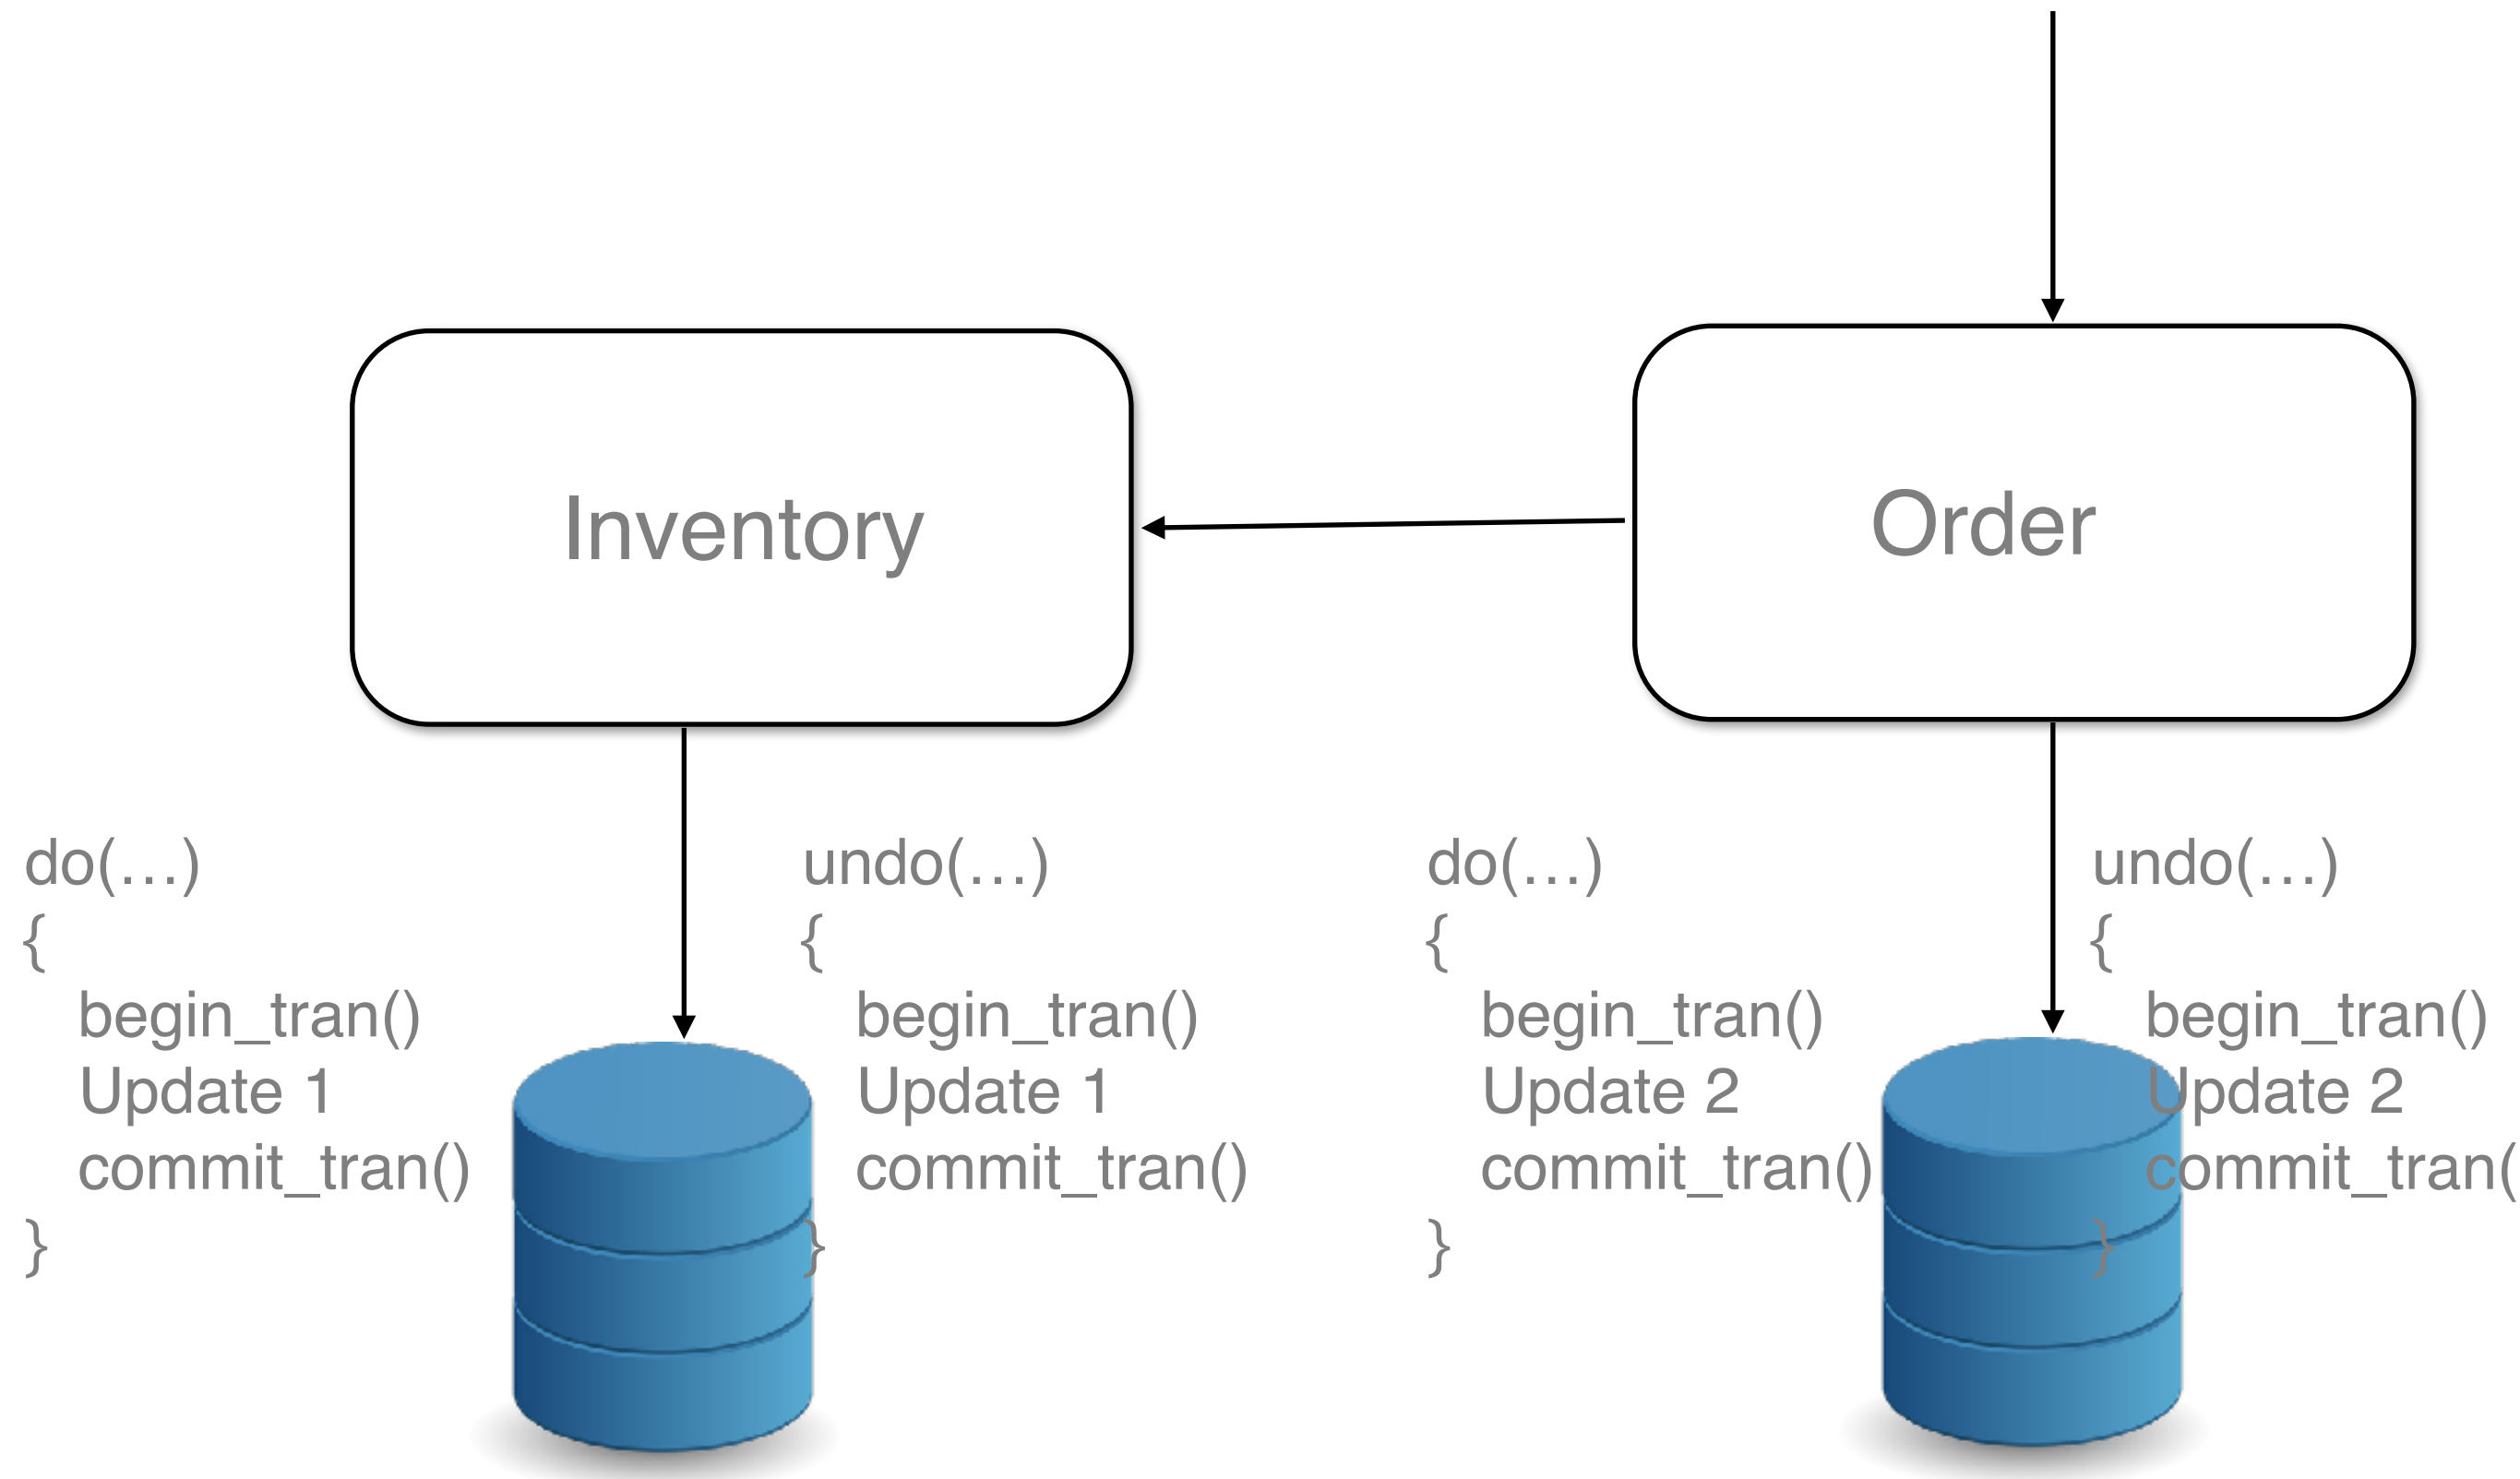 Inventory
Order
do(...)
{
begin_tran()
Update 1
commit_tran()
}
undo(...)
{
begin_tran()
Update 1
commit_tran()
}
do(...)
{
begin_tran()
Update 2
commit_tran()
}
undo(...)
{
begin_tran()
Update 2
commit_tran(
}